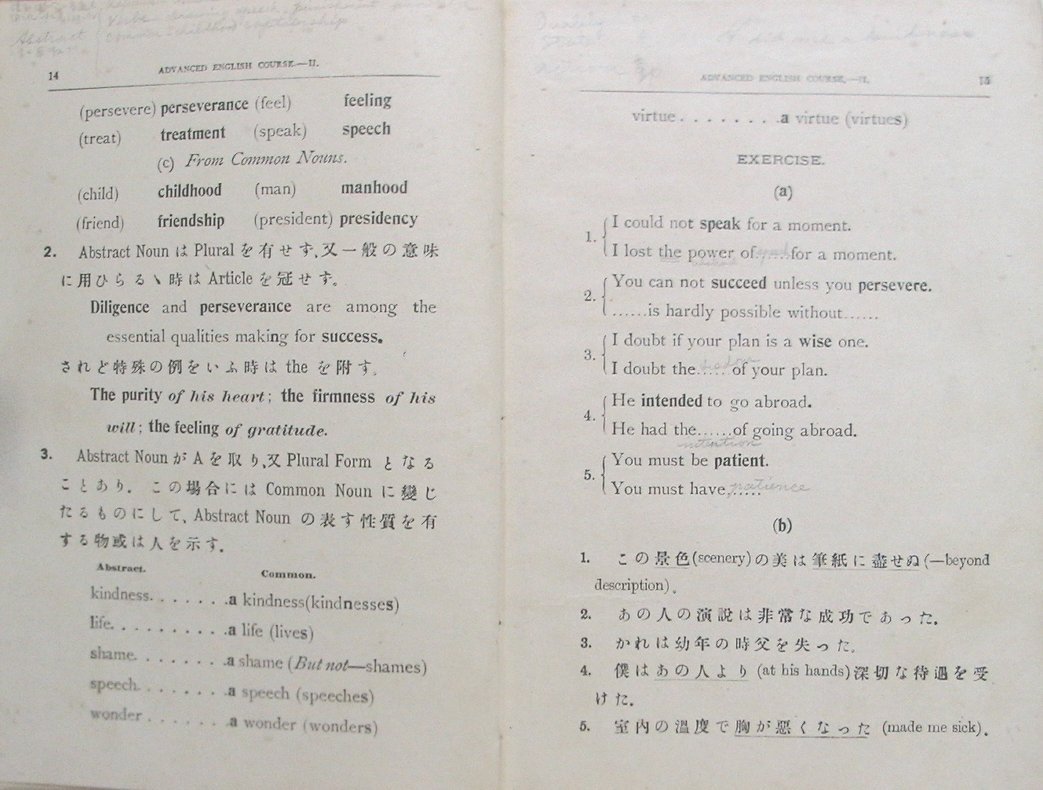 Abstract
14
ADVANCED ENGLISH COURSE.—II.
(persevere) perseverance (feel) feeling
(treat) treatment (speak) speech
(c) From Common Nouns.
(child) childhood (man) manhood
(friend) friendship (president) presidency
2. Abstract Noun は Plural を有せず、又一般の意味
に用ひらるゝ時は Article を冠せず。
Diligence and perseverance are among the
essential qualities making for success.
されど特殊の例をいふ時は the を附す。
The purity of his heart; the firmness of his
will; the feeling of gratitude.
3. Abstract Noun が A を取り、又 Plural Form となる
ことあり. この場合には Common Noun に變じ
たるものにして、Abstract Noun の表す性質を有
する物或は人を示す.
Abstract. Common.
kindness. . . . . . . .a kindness(kindnesses)
life. . . . . . . . . .a life (lives)
shame. . . . . . . .a shame (But not—shames)
speech. . . . . . . .a speech (speeches)
wonder . . . . . . .a wonder (wonders)
ADVANCED ENGLISH COURSE.—II. 15
virtue . . . . . . . .a virtue (virtues)
EXERCISE.
(a)
1. I could not speak for a moment.
I lost the power of......for a moment.
2. You can not succeed unless you persevere.
......is hardly possible without......
3. I doubt if your plan is a wise one.
I doubt the...... of your plan.
4. He intended to go abroad.
He had the......of going abroad.
intention
5. You must be patient.
You must have...... patience
(b)
1. この景色(scenery)の美は筆紙に盡せぬ(—beyond
description)。
2. あの人の演説は非常な成功であった.
3. かれは幼年の時父を失った.
4. 僕はあの人より (at his hands)深切な待遇を受
けた.
5. 室内の溫度で胸が惡くなった (made me sick)。